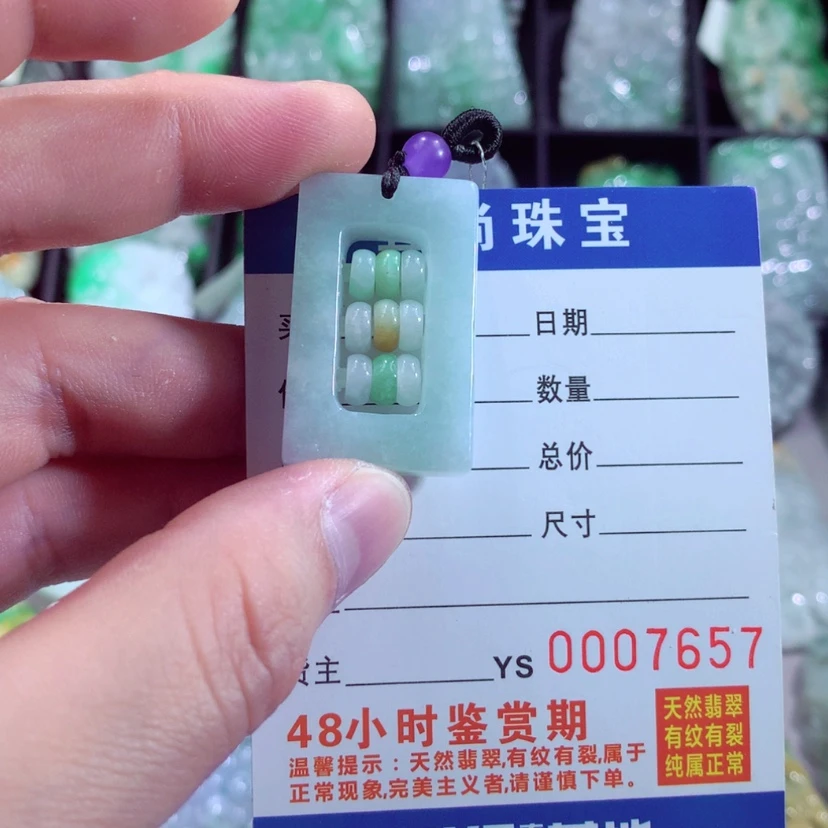 尚珠宝
日期
数量
总价
尺寸
货主 YS 0007657
48小时鉴赏期
温馨提示：天然翡翠,有纹有裂,属于
正常现象,完美主义者,请谨慎下单。
天然翡翠
有纹有裂
纯属正常